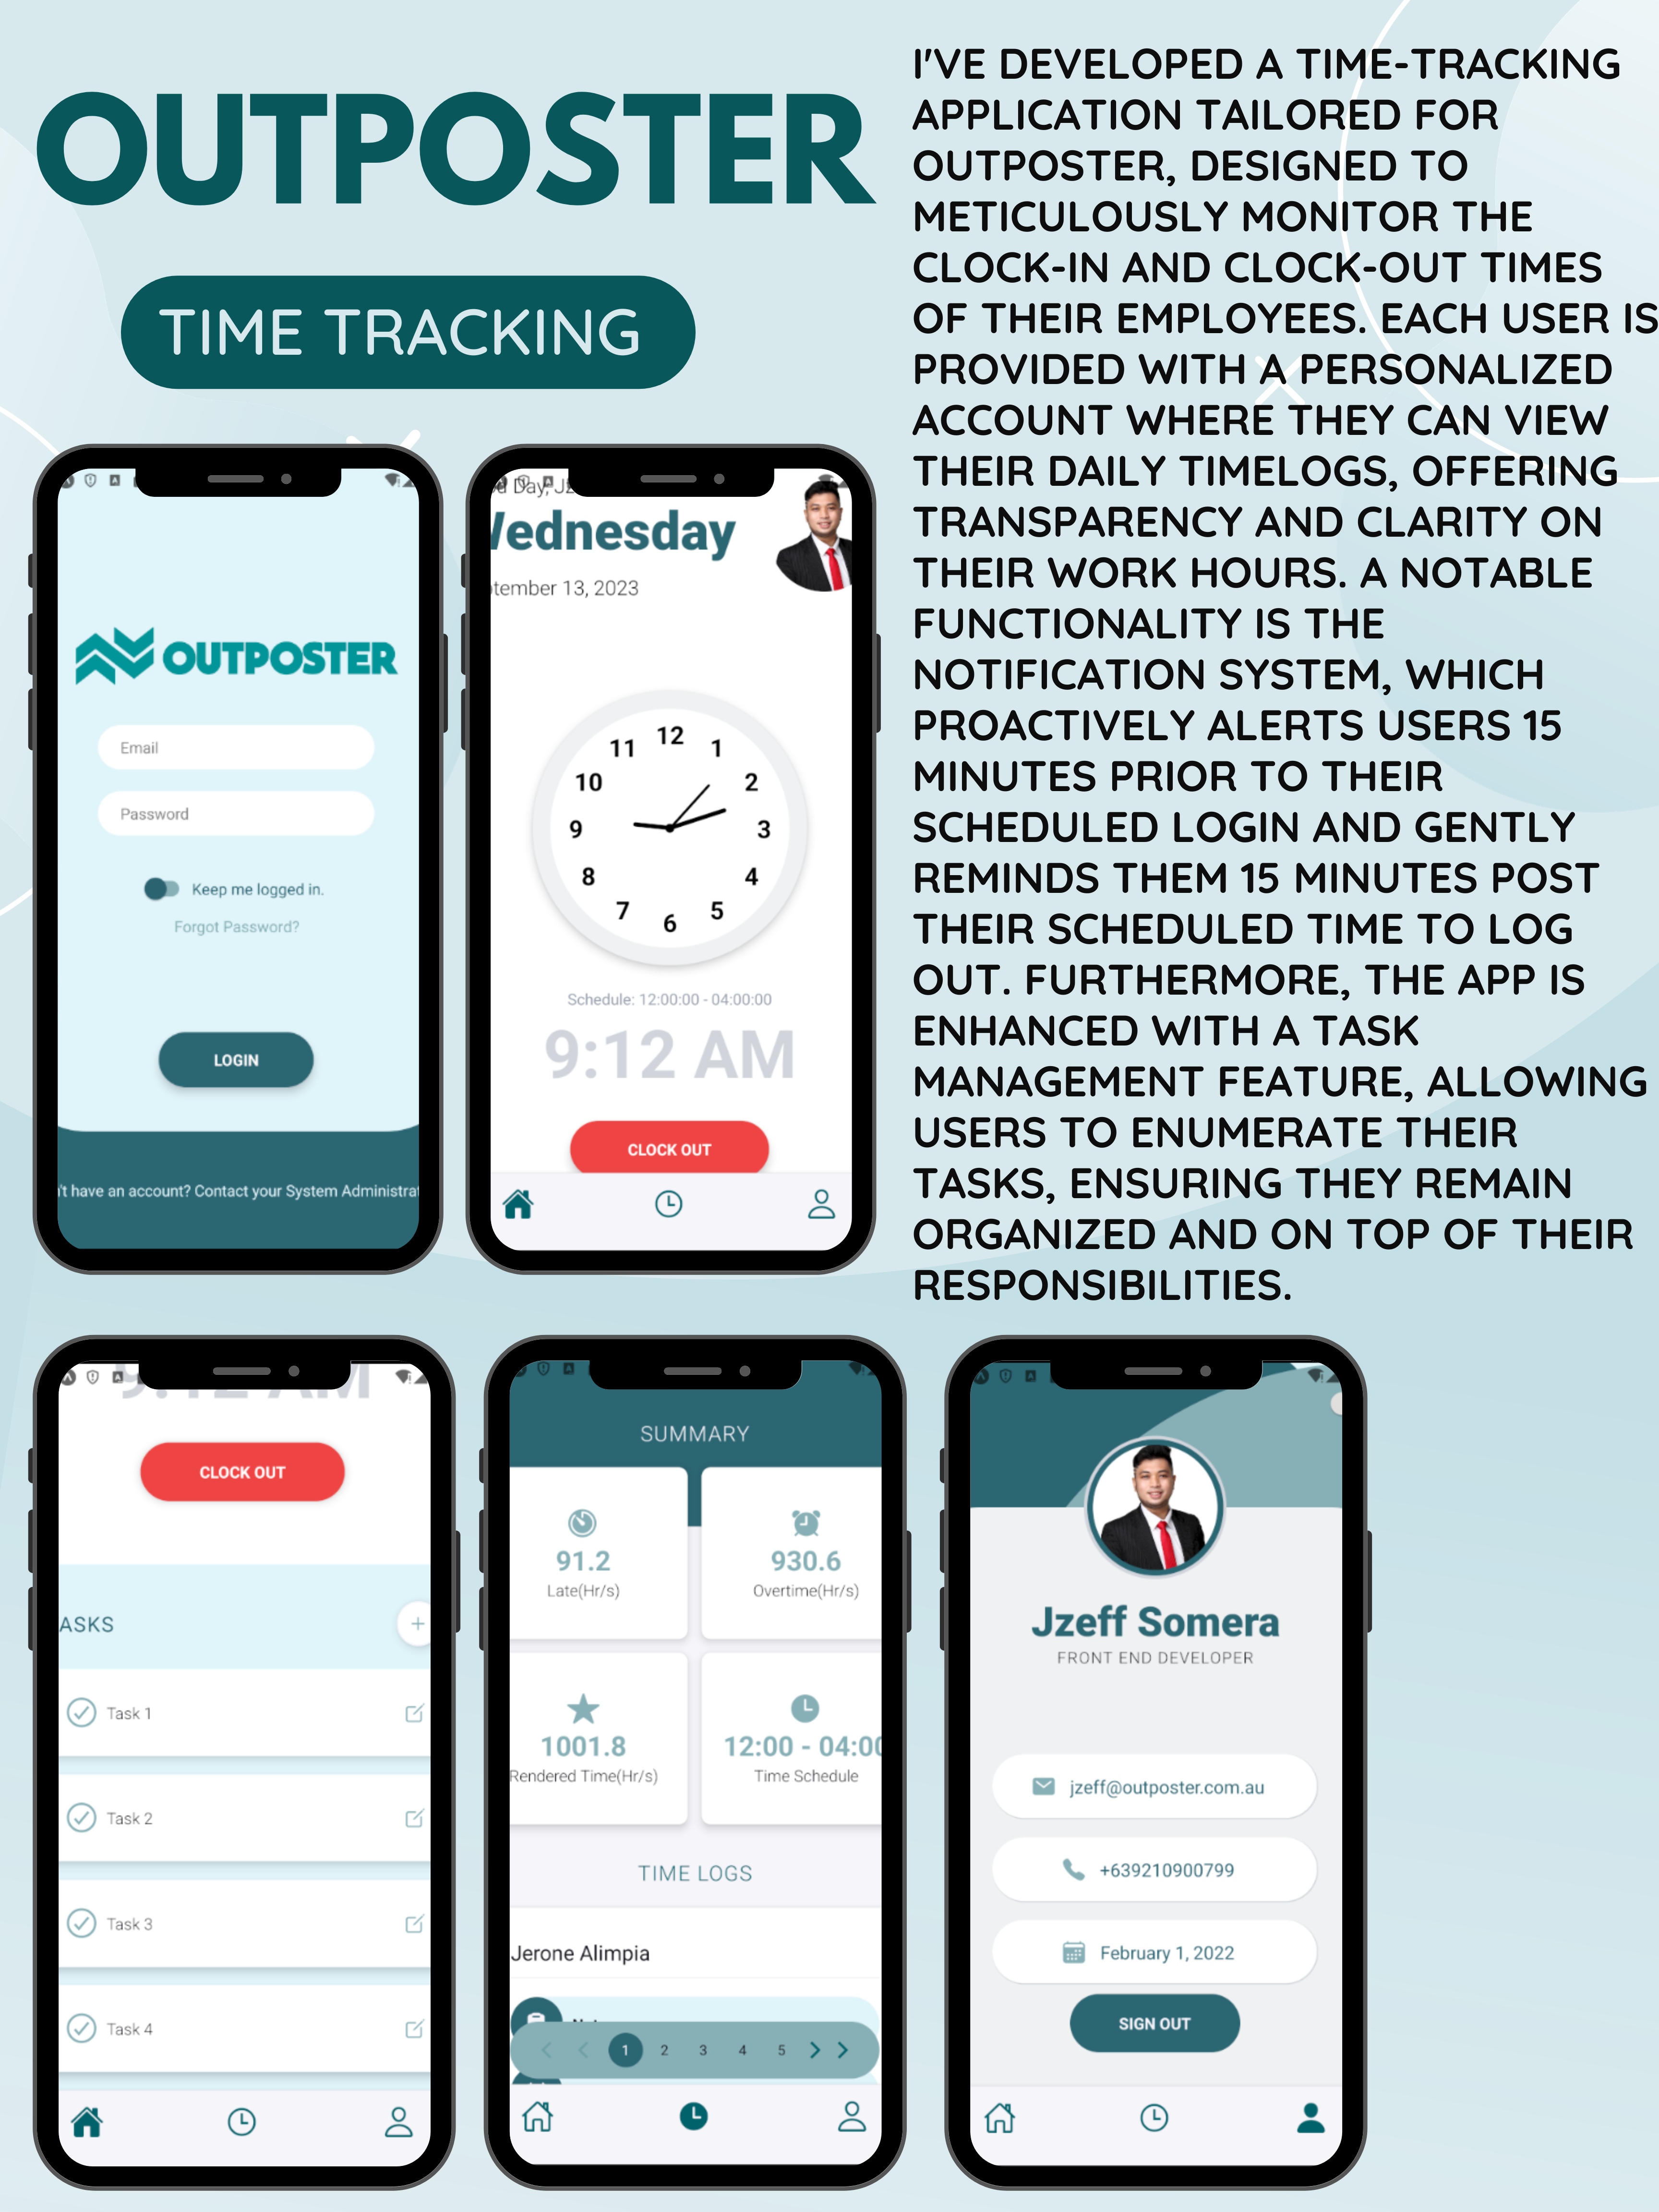 OUTPOSTER
TIME TRACKING
I'VE DEVELOPED A TIME-TRACKING
APPLICATION TAILORED FOR
OUTPOSTER, DESIGNED TO
METICULOUSLY MONITOR THE
CLOCK-IN AND CLOCK-OUT TIMES
OF THEIR EMPLOYEES. EACH USER IS
PROVIDED WITH A PERSONALIZED
ACCOUNT WHERE THEY CAN VIEW
THEIR DAILY TIMELOGS, OFFERING
TRANSPARENCY AND CLARITY ON
THEIR WORK HOURS. A NOTABLE
FUNCTIONALITY IS THE
NOTIFICATION SYSTEM, WHICH
PROACTIVELY ALERTS USERS 15
MINUTES PRIOR TO THEIR
SCHEDULED LOGIN AND GENTLY
REMINDS THEM 15 MINUTES POST
THEIR SCHEDULED TIME TO LOG
OUT. FURTHERMORE, THE APP IS
ENHANCED WITH A TASK
MANAGEMENT FEATURE, ALLOWING
USERS TO ENUMERATE THEIR
TASKS, ENSURING THEY REMAIN
ORGANIZED AND ON TOP OF THEIR
RESPONSIBILITIES.
OUTPOSTER
Email
Password
Keep me logged in.
Forgot Password?
LOGIN
't have an account? Contact your System Administrat
Day, Jz
Wednesday
tember 13, 2023
12
1
2
3
4
5
6
7
8
9
10
11
Schedule: 12:00:00 - 04:00:00
9:12 AM
CLOCK OUT
9:12 AM
CLOCK OUT
ASKS
+
Task 1
Task 2
Task 3
Task 4
SUMMARY
91.2
Late(Hr/s)
930.6
Overtime(Hr/s)
1001.8
Rendered Time(Hr/s)
12:00 - 04:00
Time Schedule
TIME LOGS
Jerone Alimpia
1 2 3 4 5
Jzeff Somera
FRONT END DEVELOPER
jzeff@outposter.com.au
+639210900799
February 1, 2022
SIGN OUT